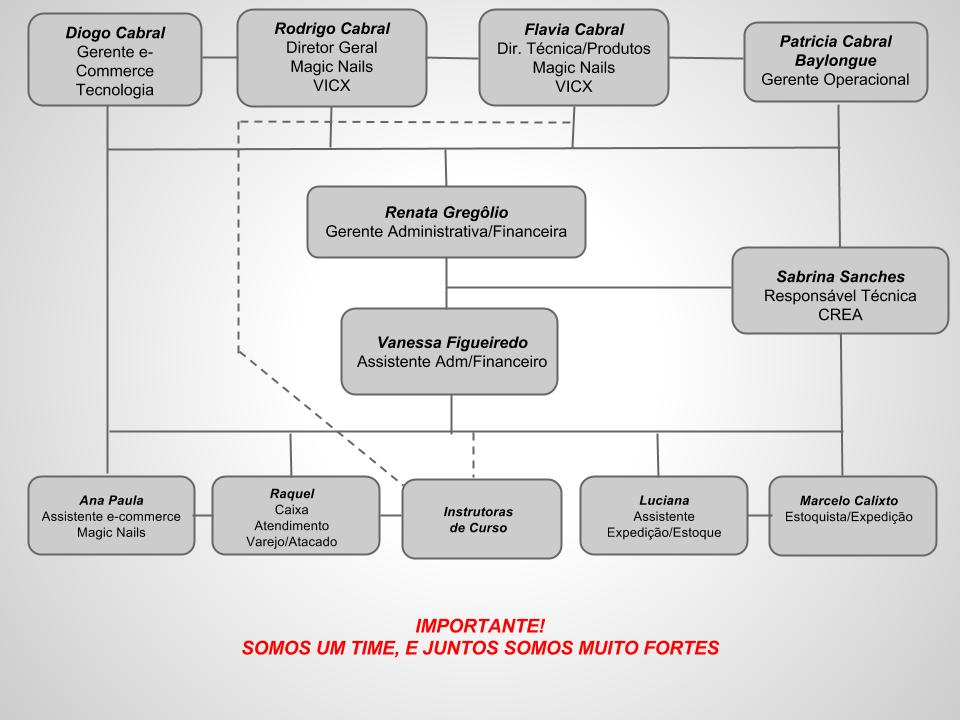 Diogo Cabral
Gerente e-
Commerce
Tecnologia
Rodrigo Cabral
Diretor Geral
Magic Nails
VICX
Flavia Cabral
Dir. Técnica/Produtos
Magic Nails
VICX
Patricia Cabral
Baylongue
Gerente Operacional
Renata Gregôlio
Gerente Administrativa/Financeira
Sabrina Sanches
Responsável Técnica
CREA
Vanessa Figueiredo
Assistente Adm/Financeiro
Ana Paula
Assistente e-commerce
Magic Nails
Raquel
Caixa
Atendimento
Varejo/Atacado
Instrutoras
de Curso
Luciana
Assistente
Expedição/Estoque
Marcelo Calixto
Estoquista/Expedição
IMPORTANTE!
SOMOS UM TIME, E JUNTOS SOMOS MUITO FORTES